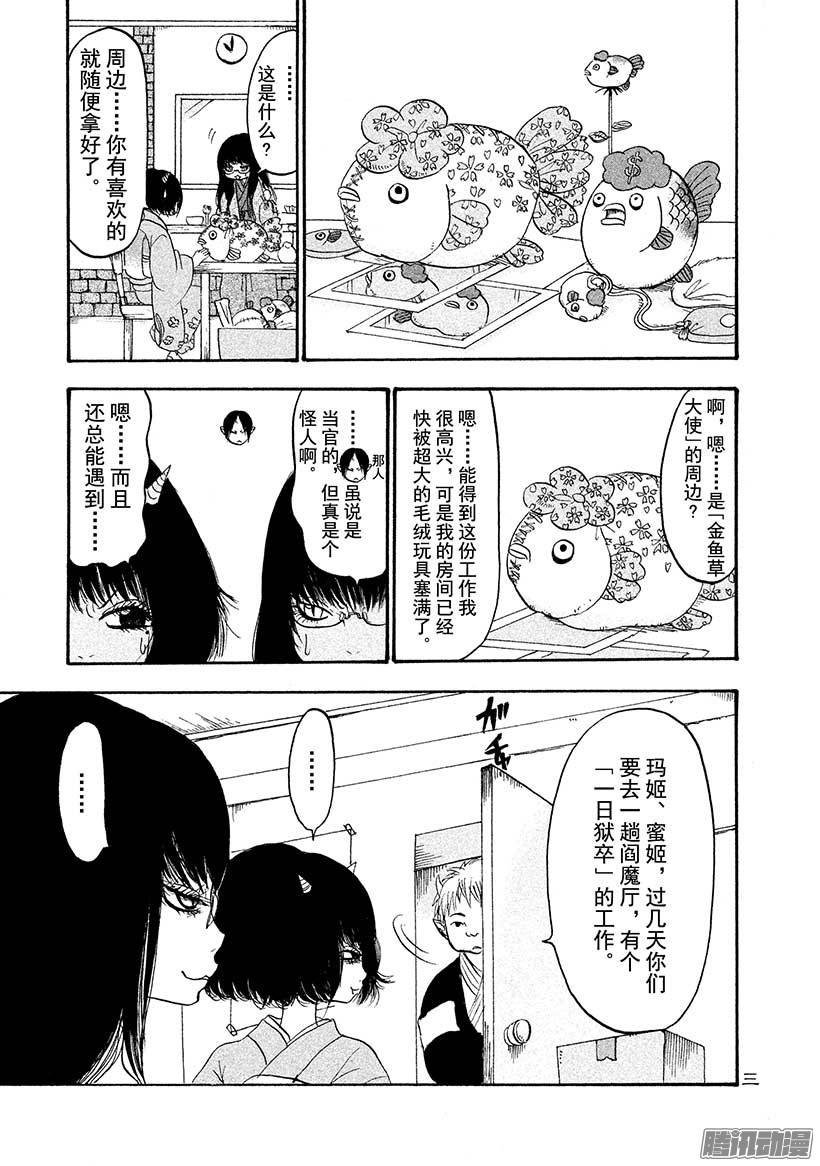 ……
这是什么?
周边……你有喜欢的
就随便拿好了。
啊，嗯……是「金鱼草
大使」的周边?
嗯……能得到这份工作我
很高兴，可是我的房间已经
快被超大的毛绒玩具塞满了。
……
那人
虽说是
当官的，但真是个
怪人啊。
嗯……而且
还总能遇到……
ガチャ
玛姬、蜜姬，过几天你们
要去一趟阎魔厅，有个
「一日狱卒」的工作。
……
……
三
腾讯动漫
$